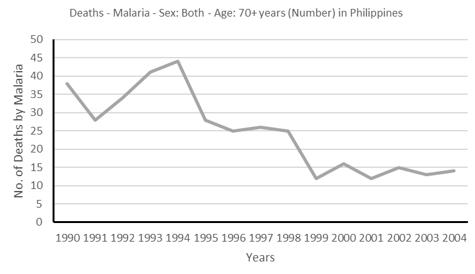 Deaths - Malaria - Sex: Both - Age: 70+ years (Number) in Philippines
No. of Deaths by Malaria
50
45
40
35
30
25
20
15
10
5
0
1990 1991 1992 1993 1994 1995 1996 1997 1998 1999 2000 2001 2002 2003 2004
Years